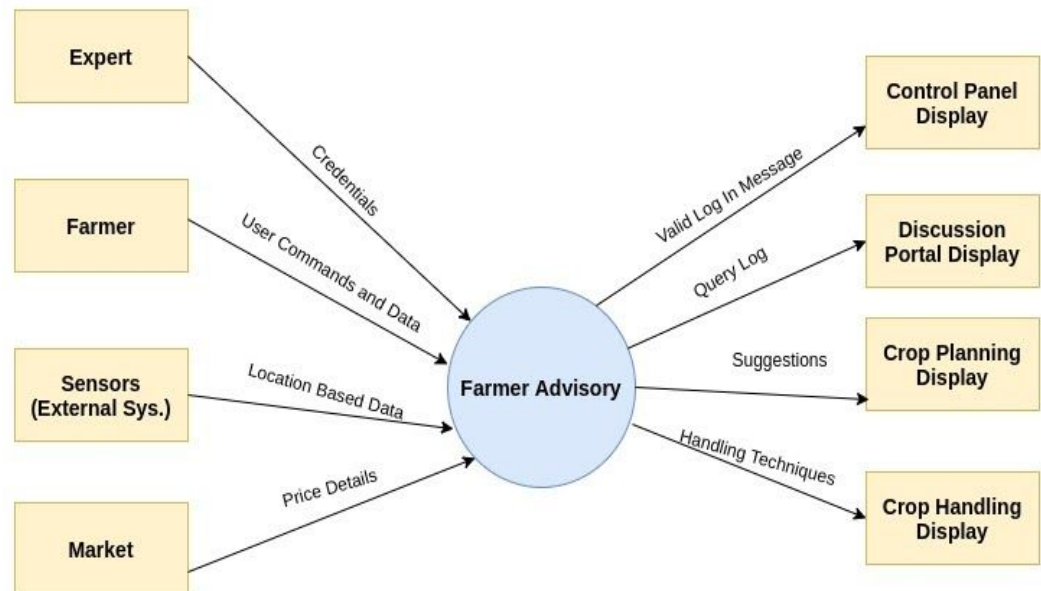 Expert
Control Panel
Display
Credentials
Valid Log In Message
Farmer
User Commands and Data
Discussion
Portal Display
Query Log
Sensors
(External Sys.)
Location Based Data
Farmer Advisory
Suggestions
Crop Planning
Display
Handling Techniques
Price Details
Market
Crop Handling
Display